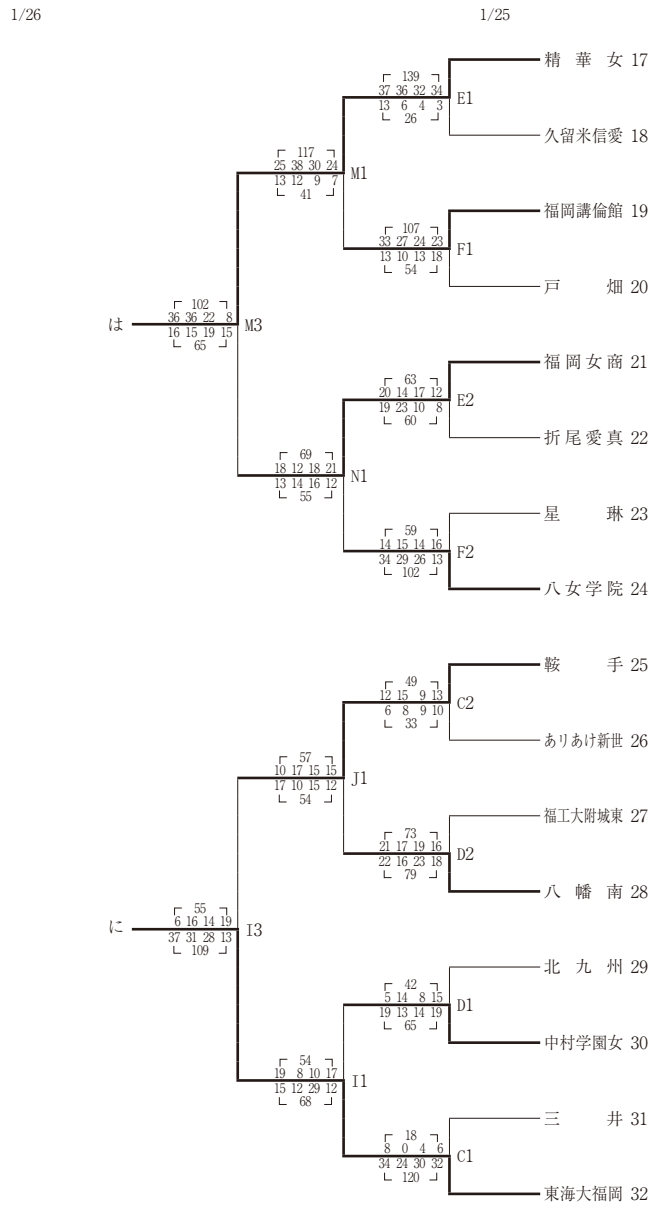 1/26 1/25
精華女 17
139
37 36 32 34
E1
13 6 4 3
26
久留米信愛 18
117
25 38 30 24
M1
13 12 9 7
41
福岡講倫館 19
107
33 27 24 23
F1
13 10 13 18
54
戸畑 20
は
102
36 36 22 8
M3
16 15 19 15
65
福岡女商 21
63
20 14 17 12
E2
19 23 10 8
60
折尾愛真 22
69
18 12 18 21
N1
13 14 16 12
55
星琳 23
59
14 15 14 16
F2
34 29 26 13
102
八女学院 24
鞍手 25
49
12 15 9 13
C2
6 8 9 10
33
ありあけ新世 26
57
10 17 15 15
J1
17 10 15 12
54
福工大附城東 27
73
21 17 19 16
D2
22 16 23 18
79
八幡南 28
に
55
6 16 14 19
I3
37 31 28 13
109
北九州 29
42
5 14 8 15
D1
19 13 14 19
65
中村学園女 30
54
19 8 10 17
I1
15 12 29 12
68
三井 31
18
8 0 4 6
C1
34 24 30 32
120
東海大福岡 32